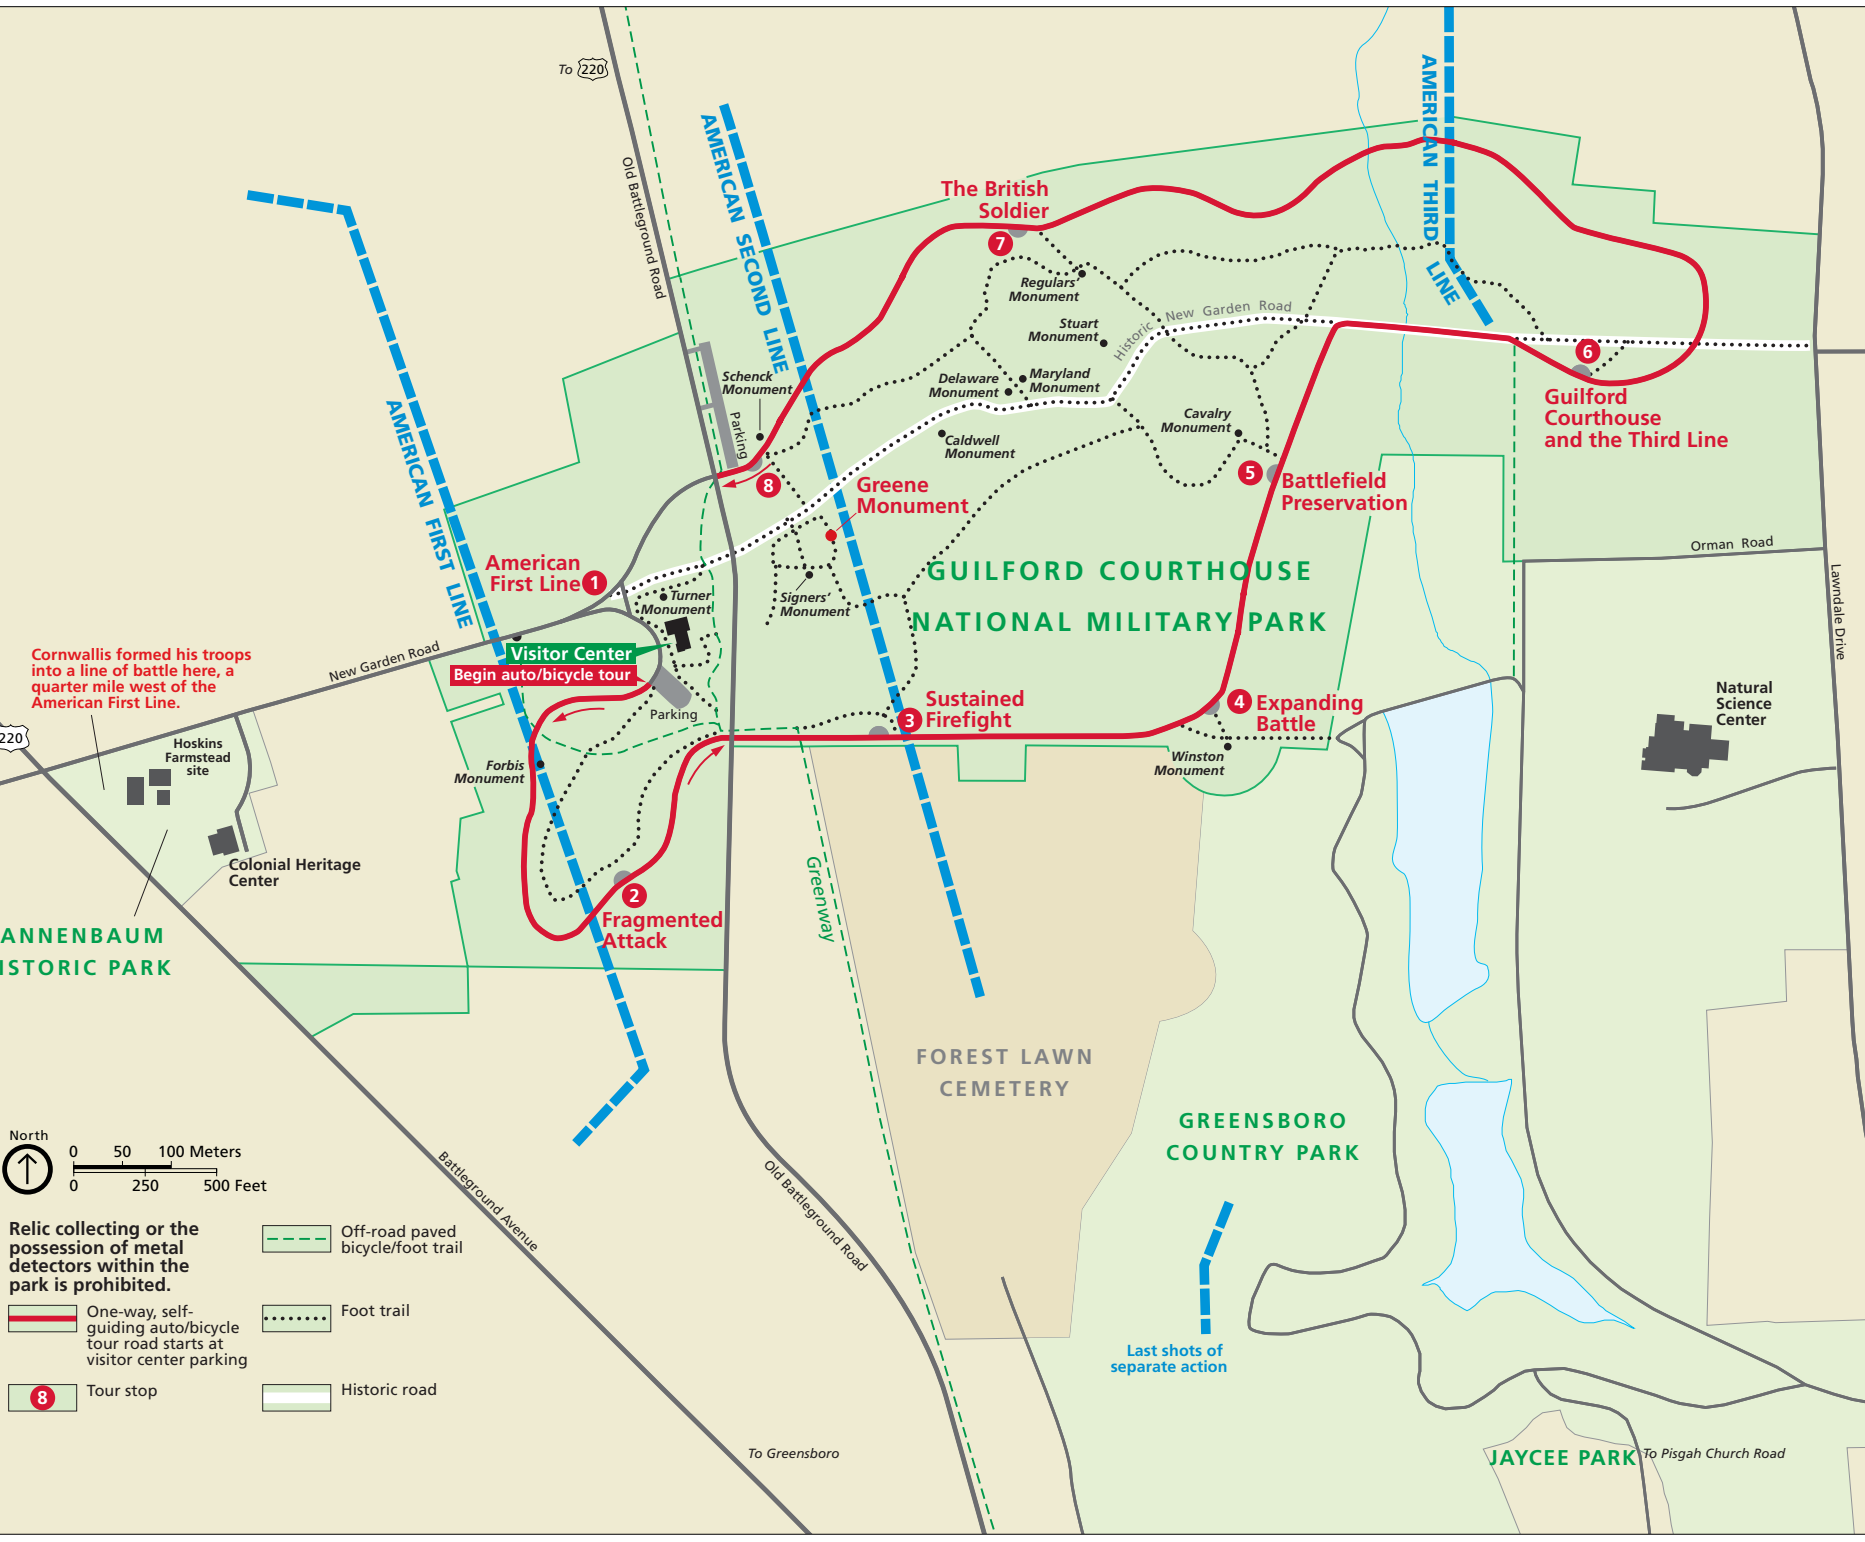 To 220
Old Battleground Road
AMERICAN SECOND LINE
AMERICAN THIRD LINE
AMERICAN FIRST LINE
The British
Soldier
7
Regulars'
Monument
Stuart
Monument
Historic New Garden Road
Delaware
Monument
Maryland
Monument
Schenck
Monument
Parking
Caldwell
Monument
Cavalry
Monument
6
Guilford
Courthouse
and the Third Line
5
Battlefield
Preservation
8
Greene
Monument
GUILFORD COURTHOUSE
NATIONAL MILITARY PARK
Orman Road
Lawndale Drive
American
First Line
1
Turner
Monument
Signers'
Monument
Visitor Center
Begin auto/bicycle tour
Parking
New Garden Road
Cornwallis formed his troops
into a line of battle here, a
quarter mile west of the
American First Line.
220
Hoskins
Farmstead
site
Colonial Heritage
Center
ANNENBAUM
ISTORIC PARK
Forbis
Monument
2
Fragmented
Attack
3
Sustained
Firefight
4
Expanding
Battle
Winston
Monument
Natural
Science
Center
Greenway
FOREST LAWN
CEMETERY
GREENSBORO
COUNTRY PARK
Last shots of
separate action
JAYCEE PARK
To Pisgah Church Road
To Greensboro
Old Battleground Road
Battleground Avenue
North
0 50 100 Meters
0 250 500 Feet
Relic collecting or the
possession of metal
detectors within the
park is prohibited.
One-way, self-
guiding auto/bicycle
tour road starts at
visitor center parking
8
Tour stop
Off-road paved
bicycle/foot trail
Foot trail
Historic road